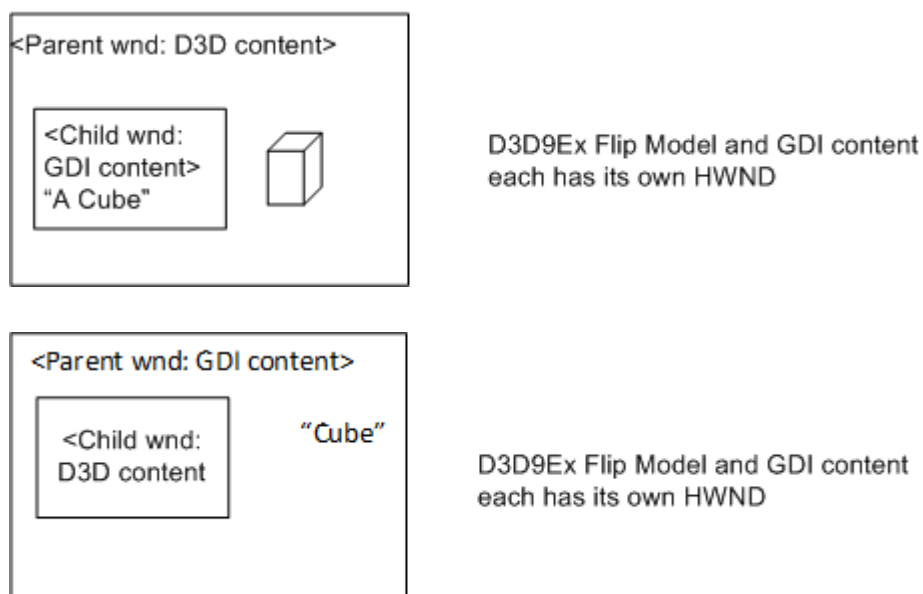 <Parent wnd: D3D content>
<Child wnd:
GDI content>
“A Cube”
D3D9Ex Flip Model and GDI content
each has its own HWND
<Parent wnd: GDI content>
<Child wnd:
D3D content
“Cube”
D3D9Ex Flip Model and GDI content
each has its own HWND